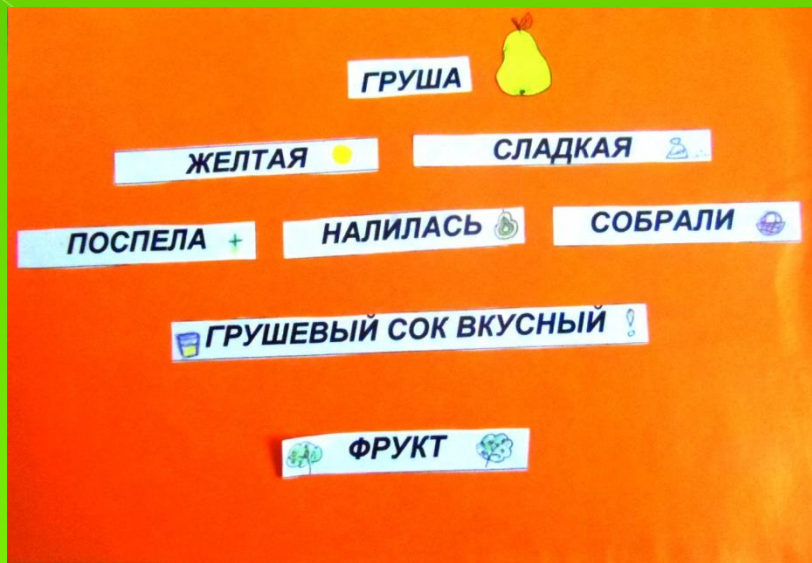 ГРУША
ЖЕЛТАЯ СЛАДКАЯ
ПОСПЕЛА НАЛИЛАСЬ СОБРАЛИ
ГРУШЕВЫЙ СОК ВКУСНЫЙ !
ФРУКТ